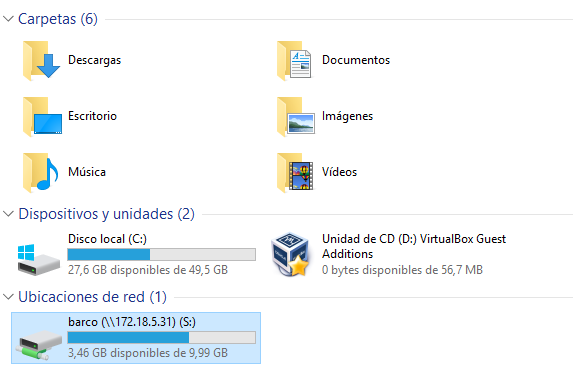 Carpetas (6)
Descargas
Documentos
Escritorio
Imágenes
Música
Vídeos
Dispositivos y unidades (2)
Disco local (C:)
27,6 GB disponibles de 49,5 GB
Unidad de CD (D:) VirtualBox Guest
Additions
0 bytes disponibles de 56,7 MB
Ubicaciones de red (1)
barco (\\172.18.5.31) (S:)
3,46 GB disponibles de 9,99 GB